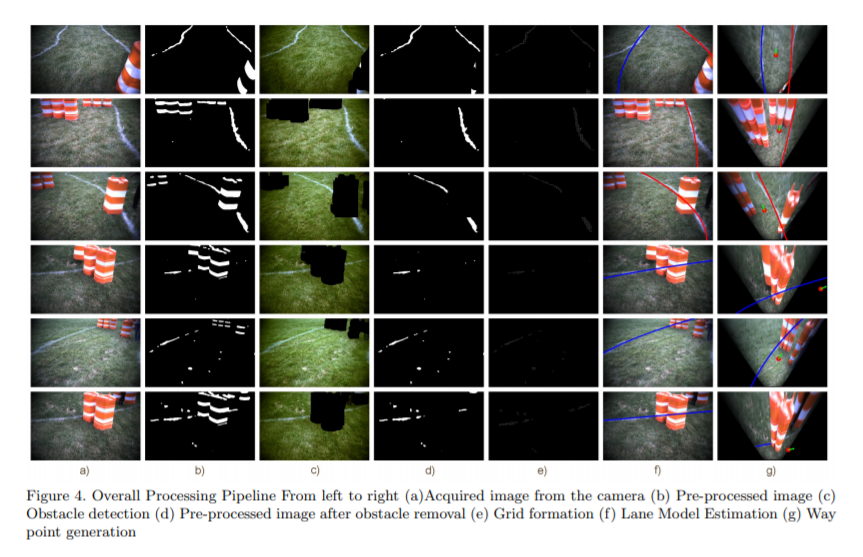 a) b) c) d) e) f) g)
Figure 4. Overall Processing Pipeline From left to right (a)Acquired image from the camera (b) Pre-processed image (c)
Obstacle detection (d) Pre-processed image after obstacle removal (e) Grid formation (f) Lane Model Estimation (g) Way
point generation